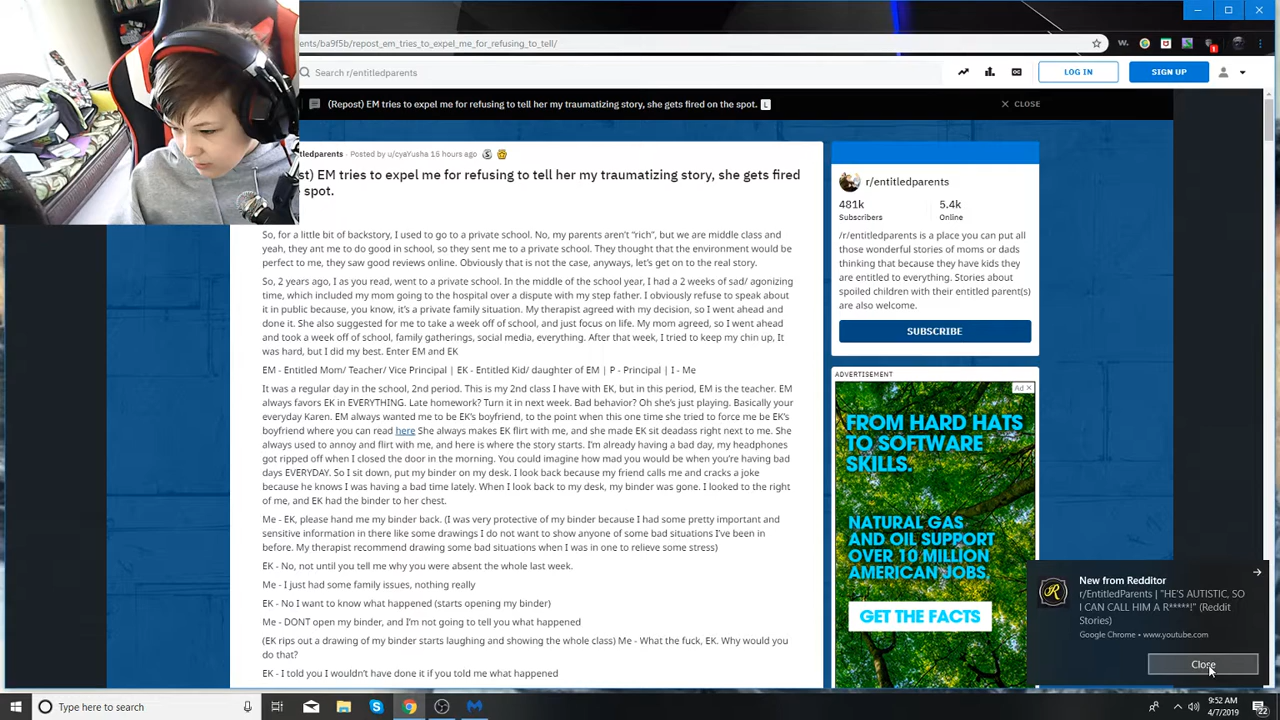 ents/ba9f5b/repost_em_tries_to_expel_me_for_refusing_to_tell/
Search r/entitledparents
LOG IN
SIGN UP
(Repost) EM tries to expel me for refusing to tell her my traumatizing story, she gets fired on the spot. L
CLOSE
tledparents · Posted by u/cyaYusha 15 hours ago
st) EM tries to expel me for refusing to tell her my traumatizing story, she gets fired
spot.
So, for a little bit of backstory, I used to go to a private school. No, my parents aren't "rich", but we are middle class and
yeah, they ant me to do good in school, so they sent me to a private school. They thought that the environment would be
perfect to me, they saw good reviews online. Obviously that is not the case, anyways, let's get on to the real story.
So, 2 years ago, I as you read, went to a private school. In the middle of the school year, I had a 2 weeks of sad/ agonizing
time, which included my mom going to the hospital over a dispute with my step father. I obviously refuse to speak about
it in public because, you know, it's a private family situation. My therapist agreed with my decision, so I went ahead and
done it. She also suggested for me to take a week off of school, and just focus on life. My mom agreed, so I went ahead
and took a week off of school, family gatherings, social media, everything. After that week, I tried to keep my chin up, It
was hard, but I did my best. Enter EM and EK
EM - Entitled Mom/ Teacher/ Vice Principal | EK - Entitled Kid/ daughter of EM | P - Principal | I - Me
It was a regular day in the school, 2nd period. This is my 2nd class I have with EK, but in this period, EM is the teacher. EM
always favors EK in EVERYTHING. Late homework? Turn it in next week. Bad behavior? Oh she's just playing. Basically your
everyday Karen. EM always wanted me to be EK's boyfriend, to the point when this one time she tried to force me be EK's
boyfriend where you can read here She always makes EK flirt with me, and she made EK sit deadass right next to me. She
always used to annoy and flirt with me, and here is where the story starts. I'm already having a bad day, my headphones
got ripped off when I closed the door in the morning. You could imagine how mad you would be when you're having bad
days EVERYDAY. So I sit down, put my binder on my desk. I look back because my friend calls me and cracks a joke
because he knows I was having a bad time lately. When I look back to my desk, my binder was gone. I looked to the right
of me, and EK had the binder to her chest.
Me - EK, please hand me my binder back. (I was very protective of my binder because I had some pretty important and
sensitive information in there like some drawings I do not want to show anyone of some bad situations I've been in
before. My therapist recommend drawing some bad situations when I was in one to relieve some stress)
EK - No, not until you tell me why you were absent the whole last week.
Me - I just had some family issues, nothing really
EK - No I want to know what happened (starts opening my binder)
Me - DONT open my binder, and I'm not going to tell you what happened
(EK rips out a drawing of my binder starts laughing and showing the whole class) Me - What the fuck, EK. Why would you
do that?
EK - I told you I wouldn't have done it if you told me what happened
r/entitledparents
481k 5.4k
Subscribers Online
/r/entitledparents is a place you can put all
those wonderful stories of moms or dads
thinking that because they have kids they
are entitled to everything. Stories about
spoiled children with their entitled parent(s)
are also welcome.
SUBSCRIBE
ADVERTISEMENT
Ad
FROM HARD HATS
TO SOFTWARE
SKILLS.
NATURAL GAS
AND OIL SUPPORT
OVER 10 MILLION
AMERICAN JOBS.
GET THE FACTS
New from Redditor
r/EntitledParents | "HE'S AUTISTIC, SO
I CAN CALL HIM A R*****!" (Reddit
Stories)
Google Chrome • www.youtube.com
Close
Type here to search
9:52 AM
4/7/2019
22